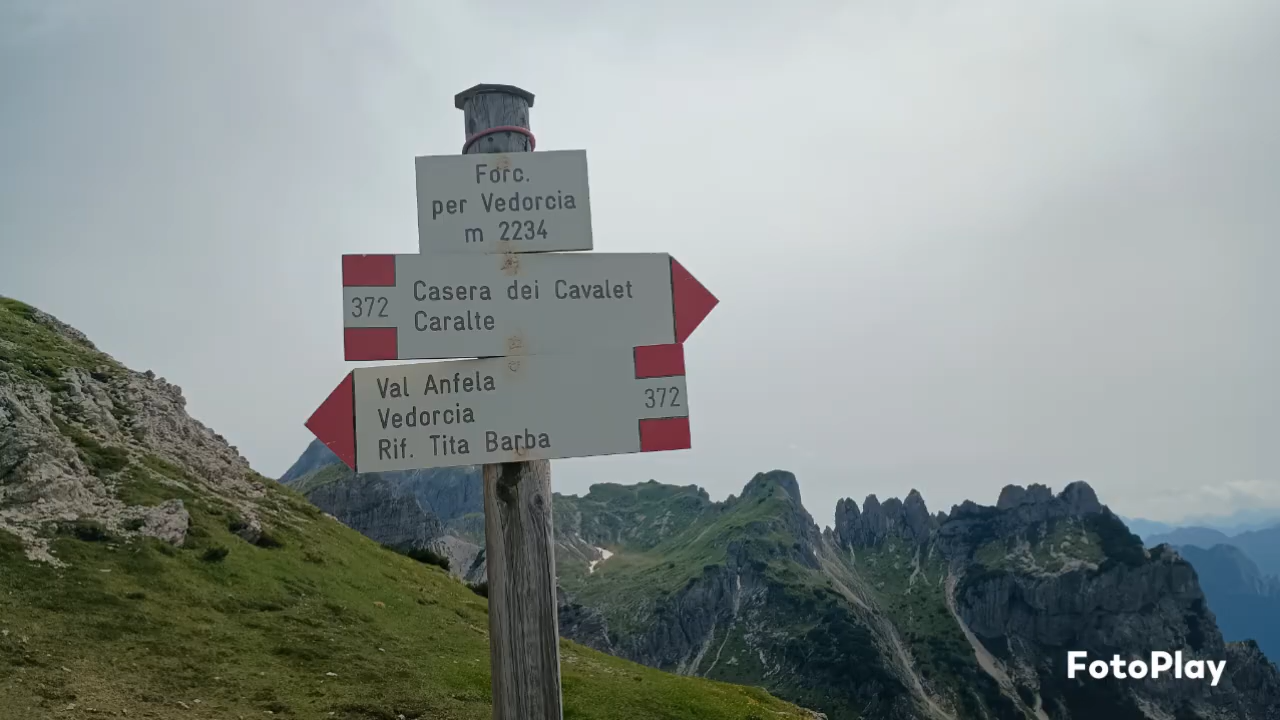 Forc.
per Vedorcia
m 2234
372
Casera dei Cavalet
Caralte
Val Anfela
Vedorcia
Rif. Tita Barba
372
FotoPlay